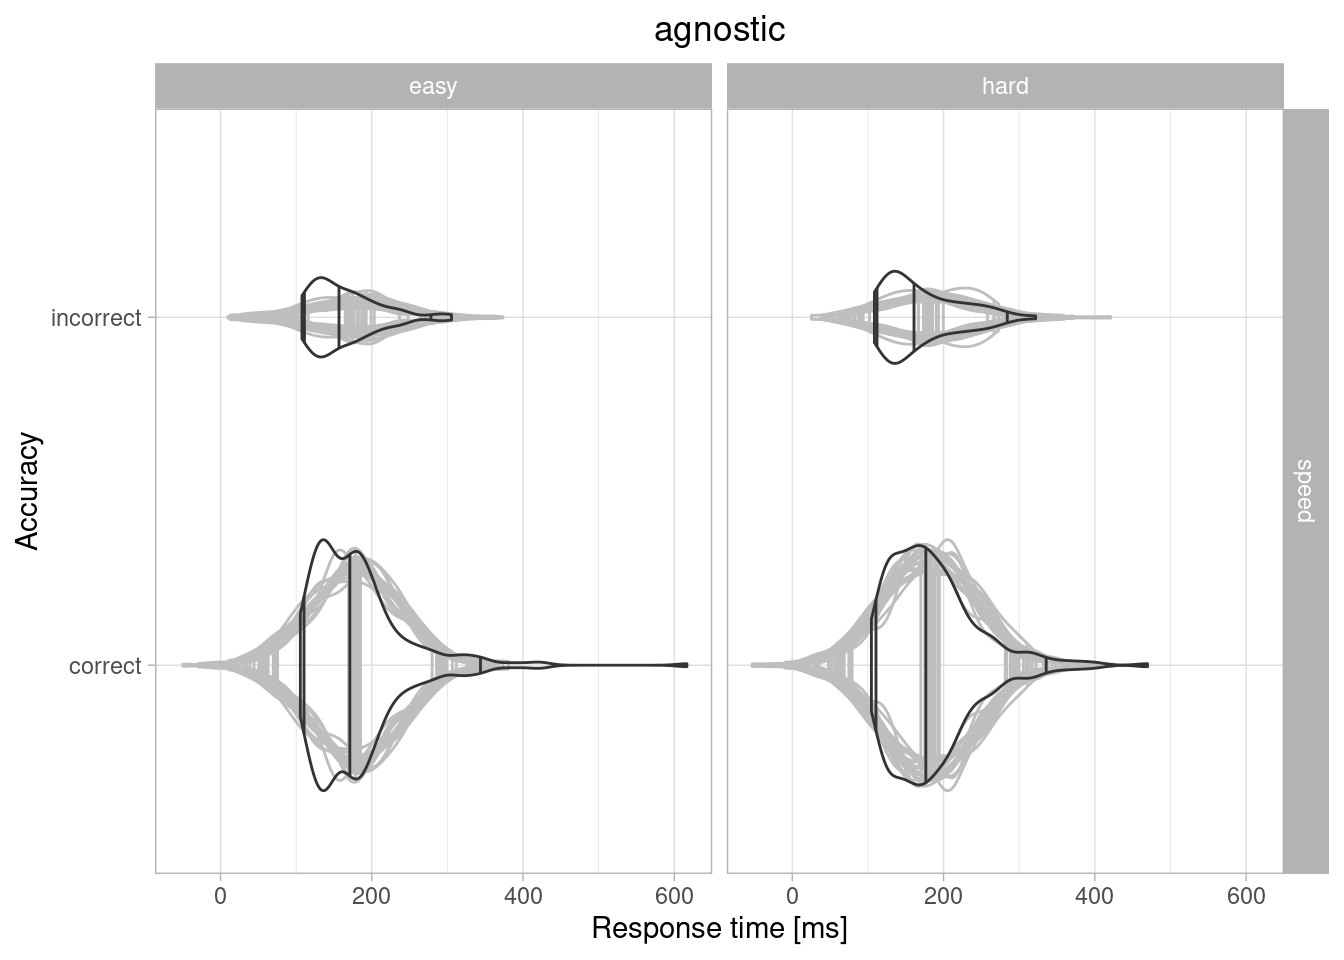 agnostic
easy
hard
speed
Accuracy
incorrect
correct
0 200 400 600
0 200 400 600
Response time [ms]